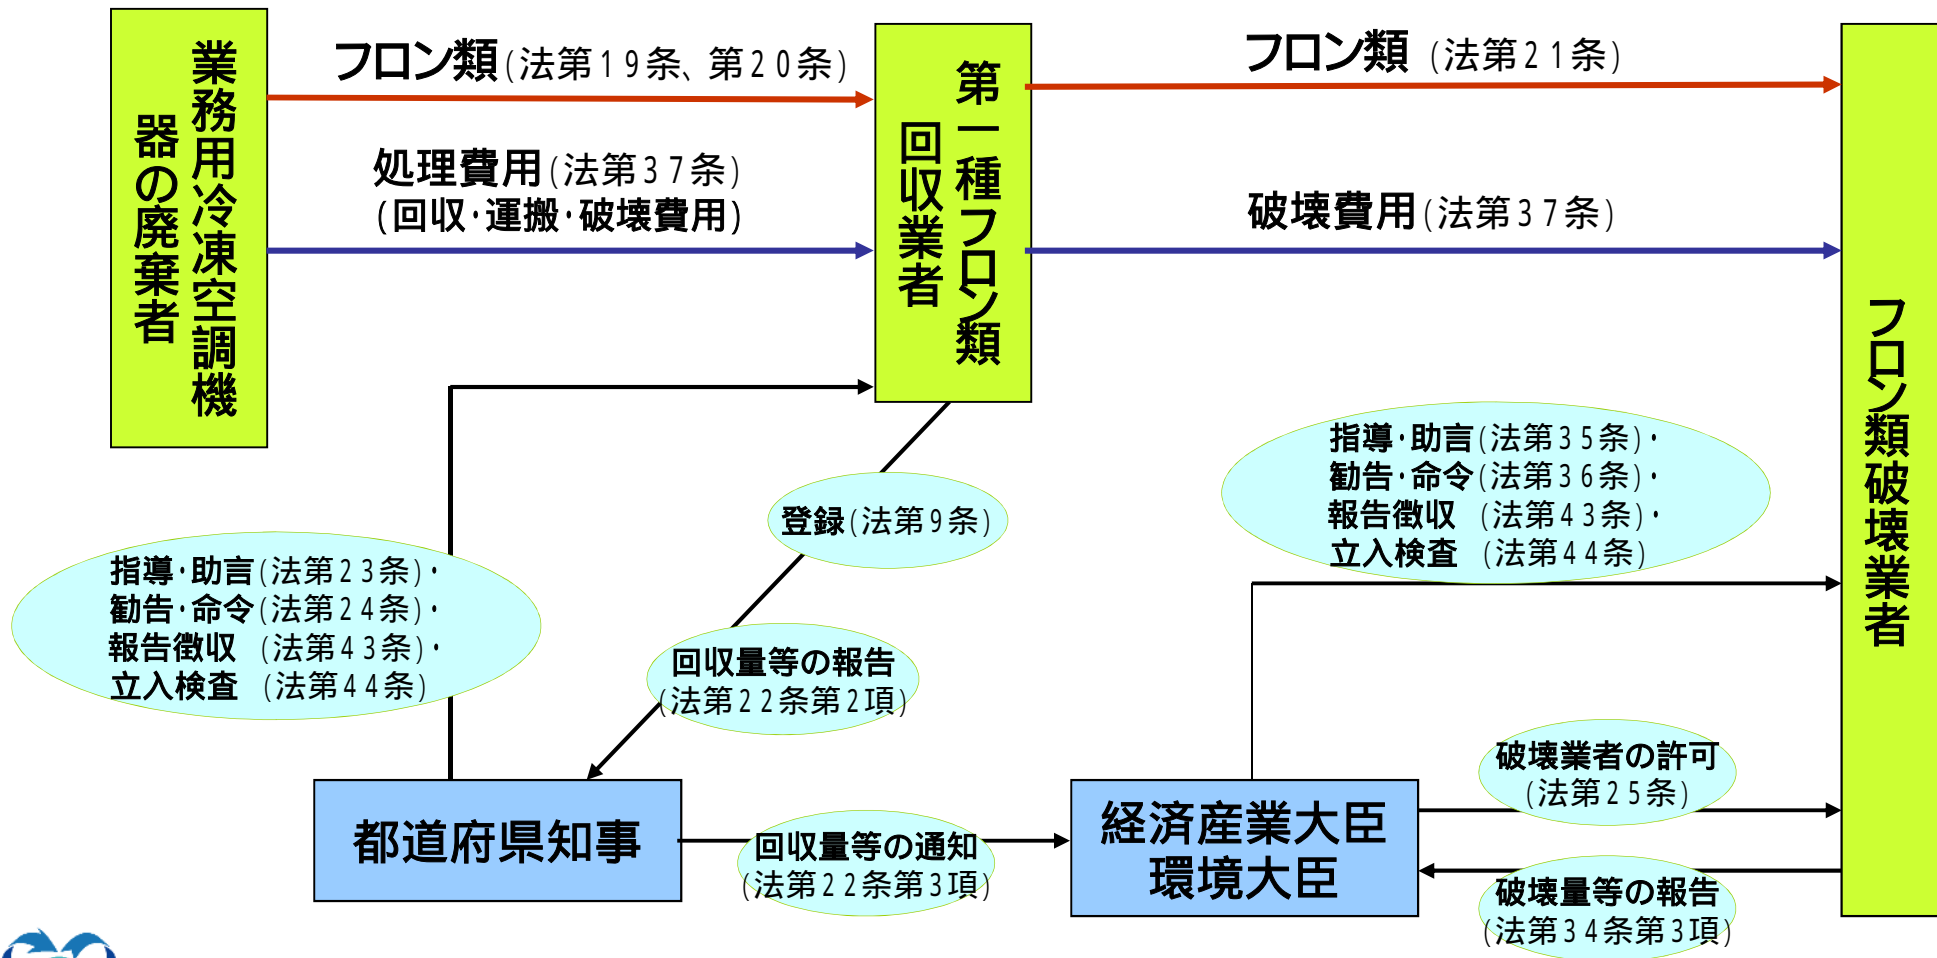 業務用冷凍空調機
器の廃棄者
フロン類(法第19条、第20条)
処理費用(法第37条)
(回収・運搬・破壊費用)
第一種フロン類
回収業者
フロン類 (法第21条)
破壊費用(法第37条)
フロン類破壊業者
指導・助言(法第35条)・
勧告・命令(法第36条)・
報告徴収 (法第43条)・
立入検査 (法第44条)
登録(法第9条)
指導・助言(法第23条)・
勧告・命令(法第24条)・
報告徴収 (法第43条)・
立入検査 (法第44条)
回収量等の報告
(法第22条第2項)
都道府県知事
回収量等の通知
(法第22条第3項)
経済産業大臣
環境大臣
破壊業者の許可
(法第25条)
破壊量等の報告
(法第34条第3項)